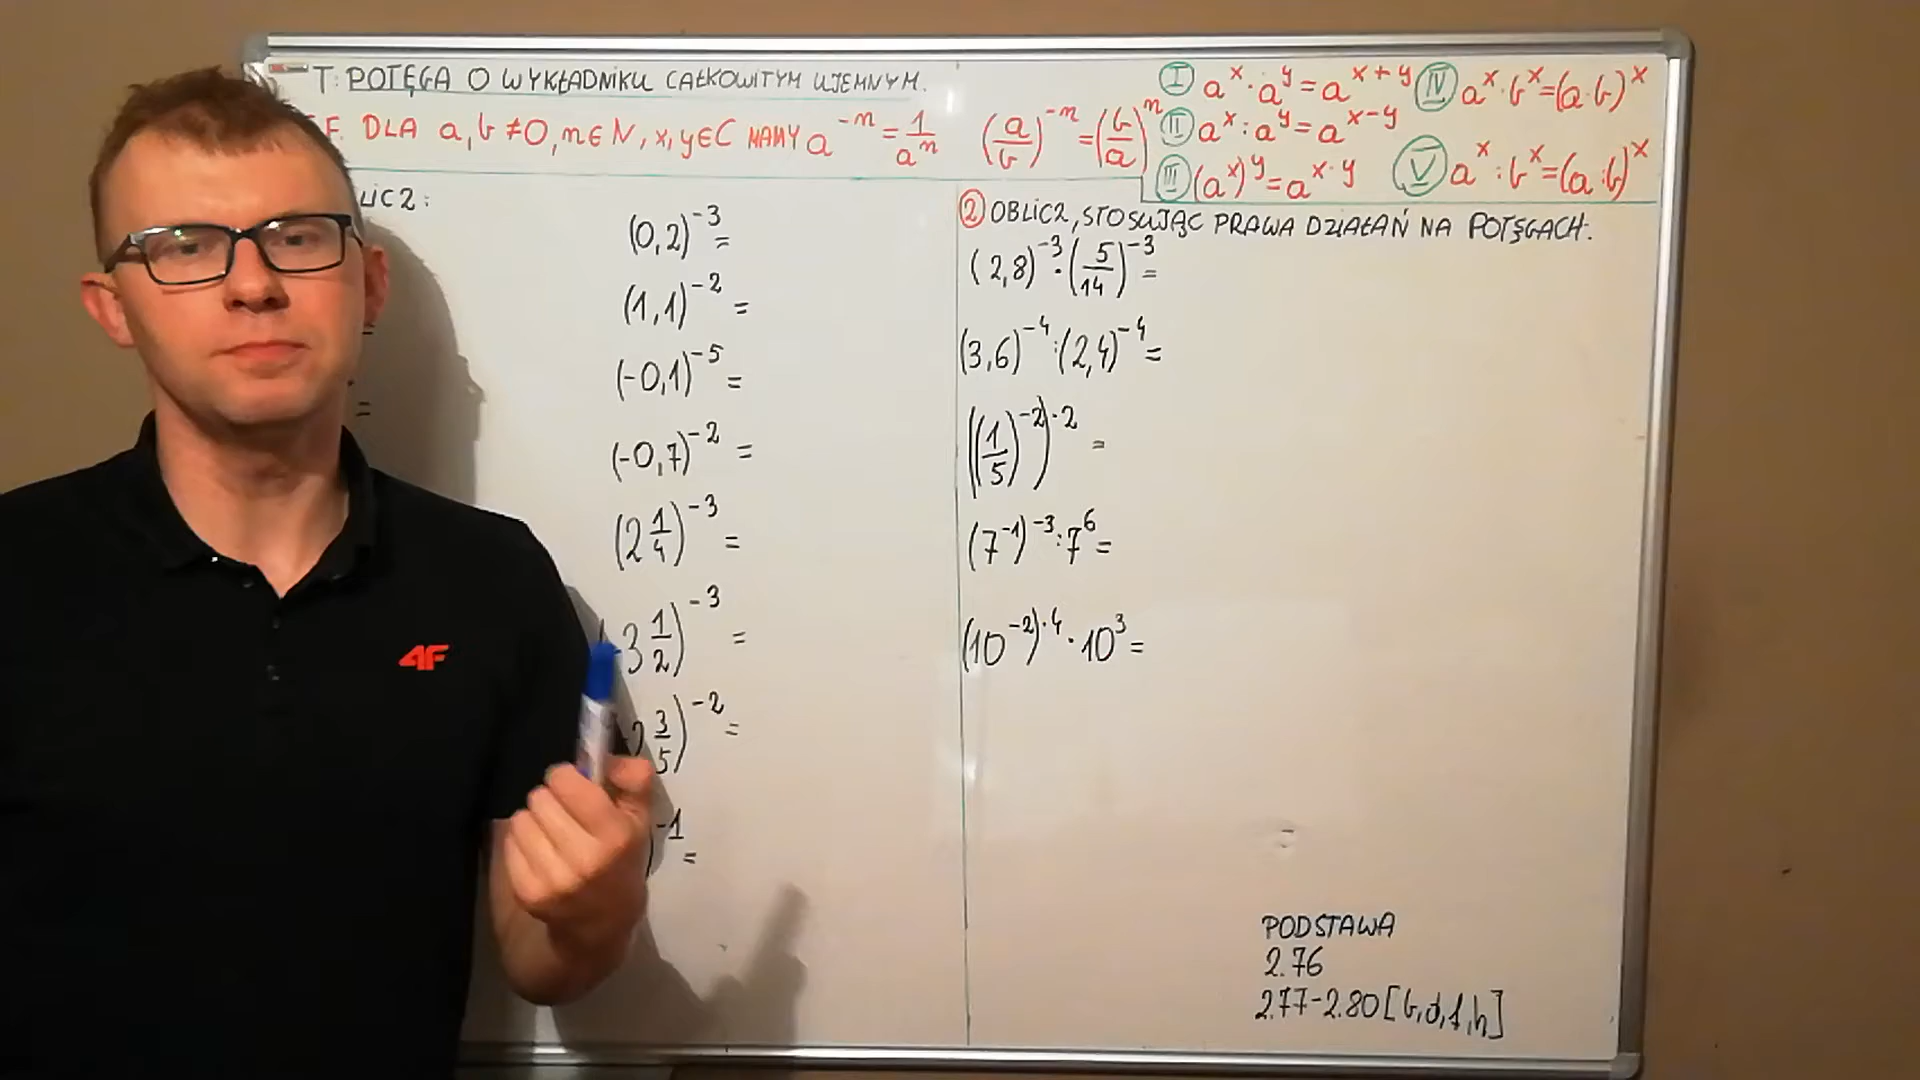 T: POTĘGA O WYKŁADNIKU CAŁKOWITYM UJEMNYM.
DLA a, b ≠ 0, n ∈ N, x, y ∈ C MAMY a^-n = 1/a^n (a/b)^-n = (b/a)^n
I a^x · a^y = a^x+y
II a^x : a^y = a^x-y
III (a^x)^y = a^x·y
IV a^x · b^x = (a·b)^x
V a^x : b^x = (a:b)^x
LICZ:
(0,2)^-3 =
(1,1)^-2 =
(-0,1)^-5 =
(-0,7)^-2 =
(2 1/4)^-3 =
3 1/2)^-3 =
3/5)^-2 =
)^-1 =
2 OBLICZ, STOSUJĄC PRAWA DZIAŁAŃ NA POTĘGACH:
(2,8)^-3 · (5/14)^-3 =
(3,6)^-4 : (2,4)^-4 =
((1/5)^-2)^·2 =
(7^-1)^-3 : 7^6 =
(10^-2)^·4 · 10^3 =
PODSTAWA
2.76
2.77-2.80 [b,d,f,h]
4F